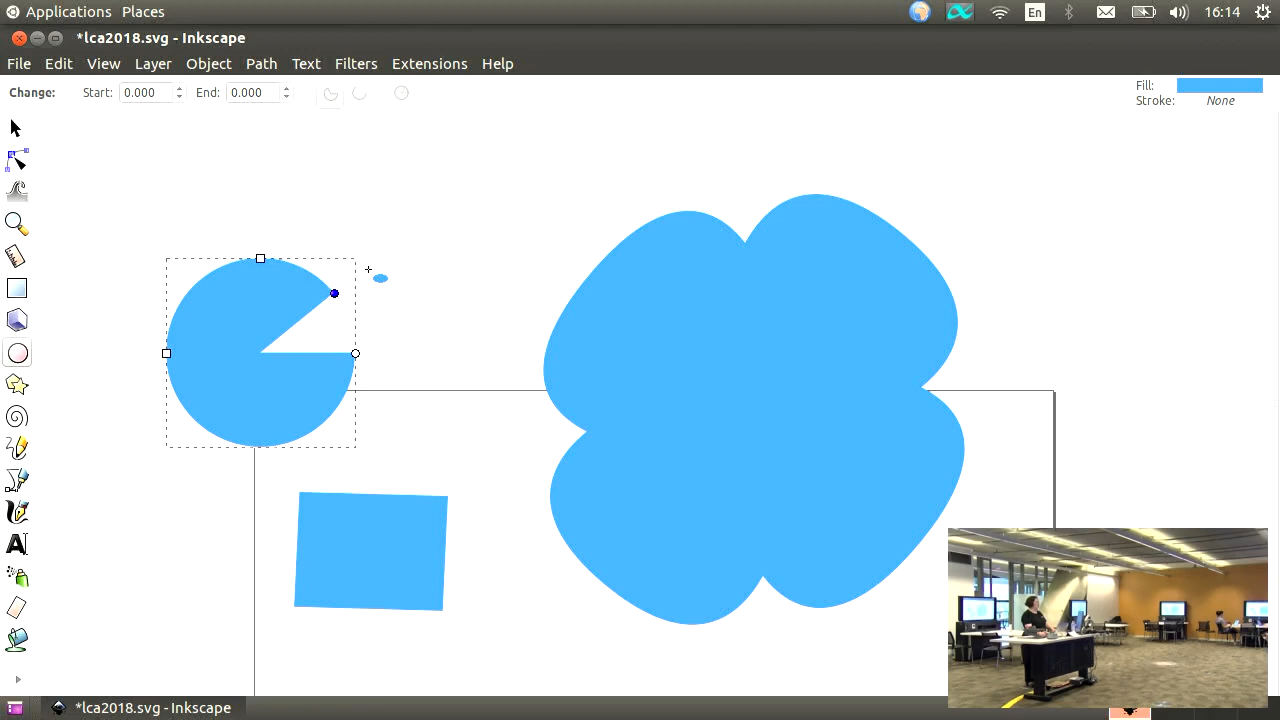 Applications Places En 16:14
*lca2018.svg - Inkscape
File Edit View Layer Object Path Text Filters Extensions Help
Change: Start: 0.000 End: 0.000 Fill:
Stroke: None
*lca2018.svg - Inkscape